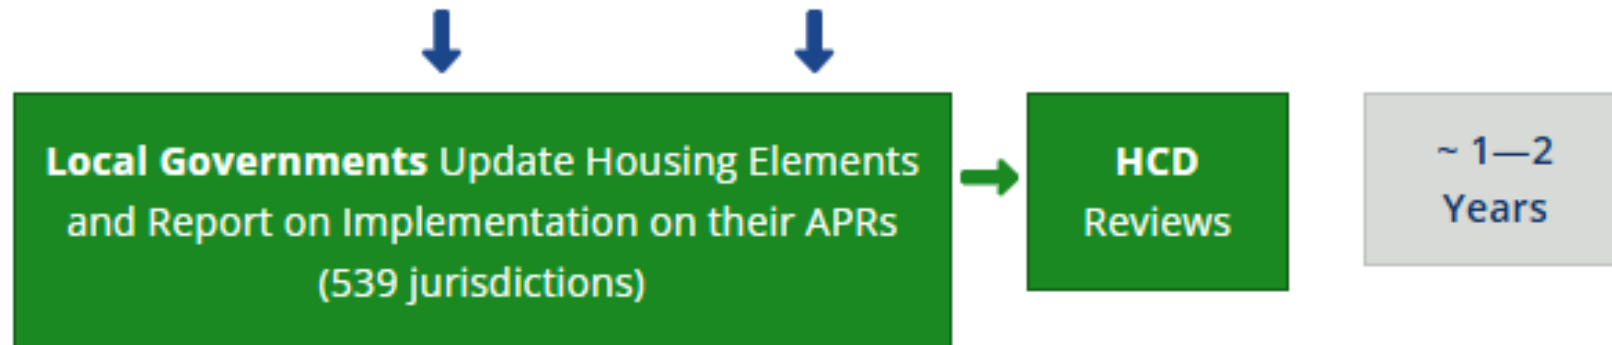 Local Governments Update Housing Elements
and Report on Implementation on their APRs
(539 jurisdictions)
HCD
Reviews
~ 1—2
Years